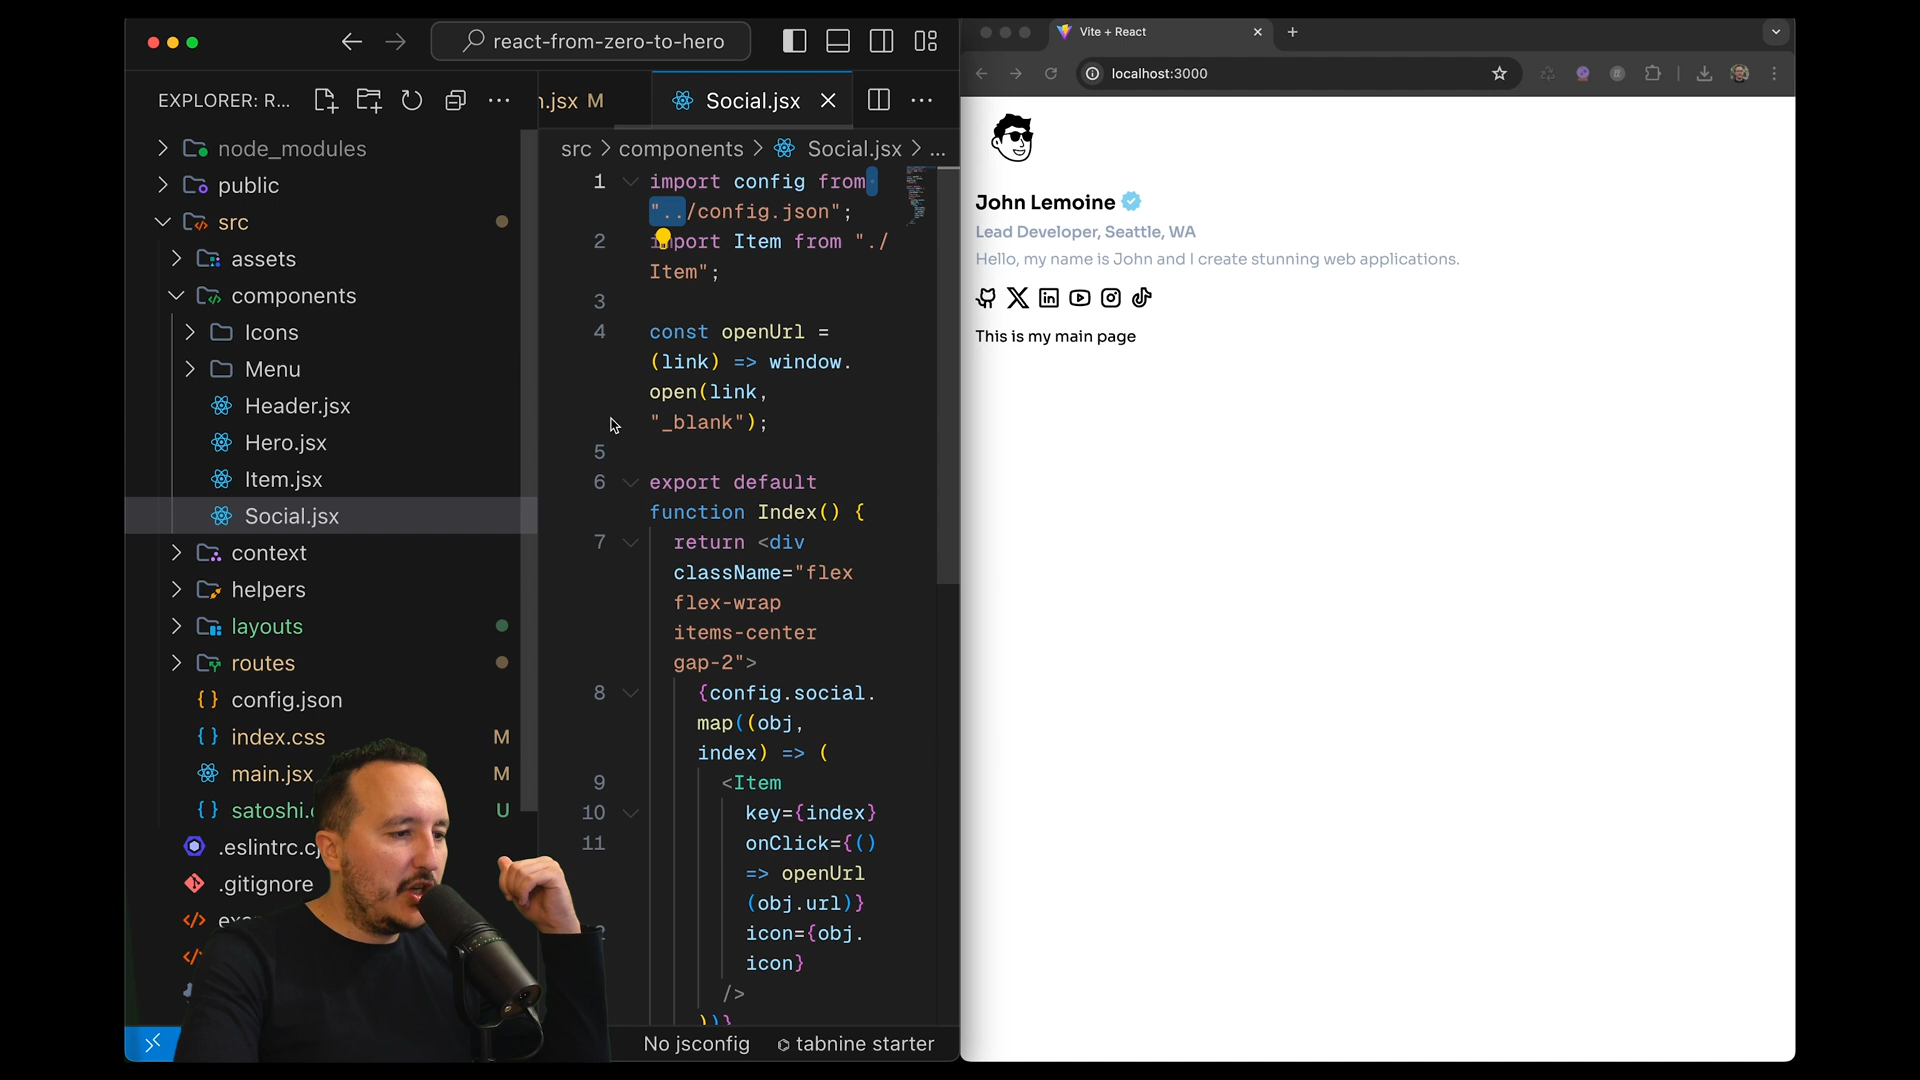 react-from-zero-to-hero
EXPLORER: R...
node_modules
public
src
assets
components
Icons
Menu
Header.jsx
Hero.jsx
Item.jsx
Social.jsx
context
helpers
layouts
routes
config.json
index.css M
main.jsx M
satoshi. U
.eslintrc.cj
.gitignore
.jsx M
Social.jsx
src > components > Social.jsx > ...
1 import config from
"../config.json";
2 import Item from "./
Item";
3
4 const openUrl =
(link) => window.
open(link,
"_blank");
5
6 export default
function Index() {
7 return <div
className="flex
flex-wrap
items-center
gap-2">
8 {config.social.
map((obj,
index) => (
9 <Item
10 key={index}
11 onClick={()
=> openUrl
(obj.url)}
icon={obj.
icon}
/>
))}
No jsconfig
tabnine starter
Vite + React
localhost:3000
John Lemoine
Lead Developer, Seattle, WA
Hello, my name is John and I create stunning web applications.
This is my main page